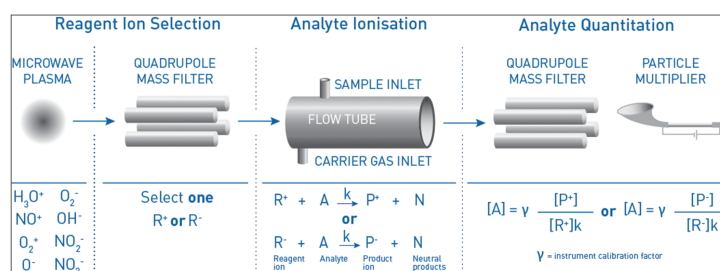 Reagent Ion Selection
Analyte Ionisation
Analyte Quantitation
MICROWAVE
PLASMA
QUADRUPOLE
MASS FILTER
SAMPLE INLET
FLOW TUBE
CARRIER GAS INLET
QUADRUPOLE
MASS FILTER
PARTICLE
MULTIPLIER
H₃O⁺ O₂⁻
NO⁺ OH⁻
O₂⁺ NO₂⁻
O⁻ NO₃⁻
Select one
R⁺ or R⁻
R⁺ + A k→ P⁺ + N
or
R⁻ + A k→ P⁻ + N
Reagent ion
Analyte
Product ion
Neutral products
[A] = γ [P⁺] / [R⁺]k or [A] = γ [P⁻] / [R⁻]k
γ = instrument calibration factor